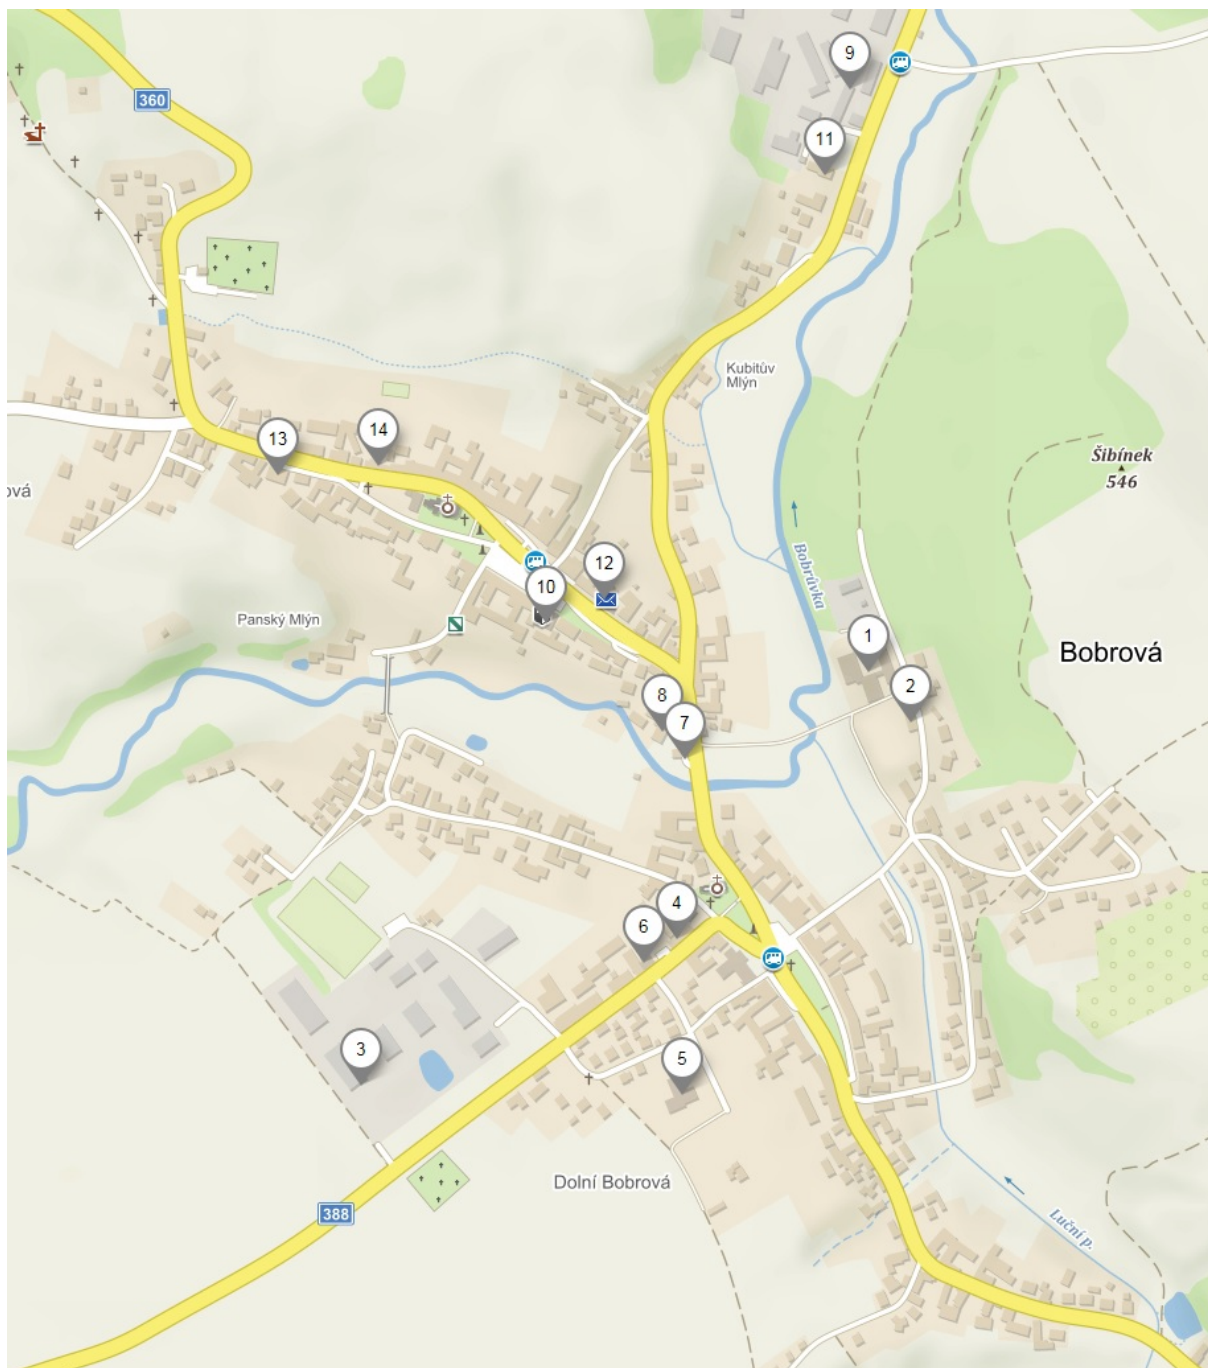 9
360
11
Kubitův
Mlýn
14
13
Šibínek
546
ová
12
Bobrůvka
10
Panský Mlýn
1
Bobrová
2
8
7
4
6
3
5
Dolní Bobrová
388
Luční p.